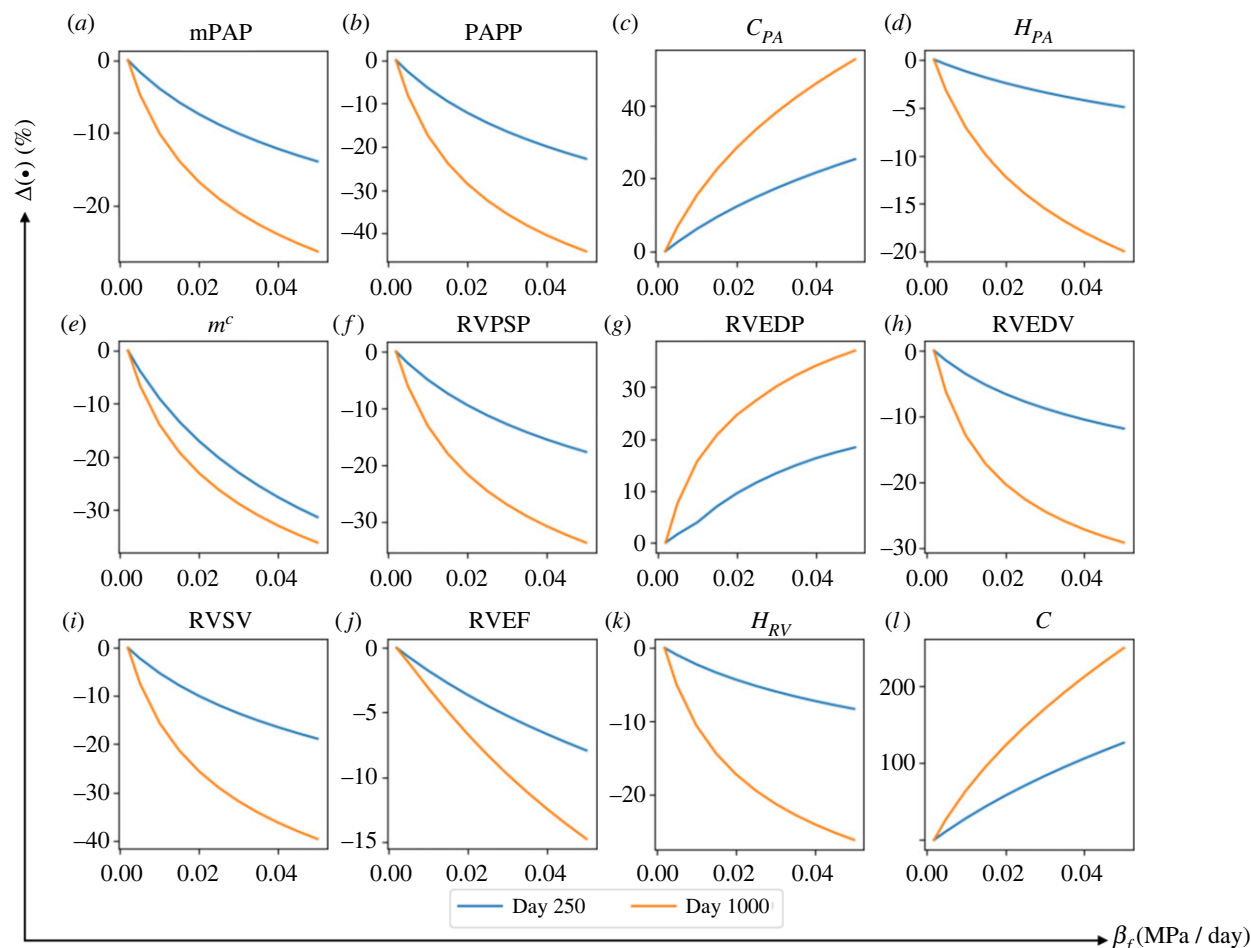 (a) mPAP
0
−10
−20
0.00 0.02 0.04
(b) PAPP
0
−10
−20
−30
−40
0.00 0.02 0.04
(c) C_PA
40
20
0
0.00 0.02 0.04
(d) H_PA
0
−5
−10
−15
−20
0.00 0.02 0.04
(e) m^c
0
−10
−20
−30
0.00 0.02 0.04
(f) RVPSP
0
−10
−20
−30
0.00 0.02 0.04
(g) RVEDP
30
20
10
0
0.00 0.02 0.04
(h) RVEDV
0
−10
−20
−30
0.00 0.02 0.04
(i) RVSV
0
−10
−20
−30
−40
0.00 0.02 0.04
(j) RVEF
0
−5
−10
−15
0.00 0.02 0.04
(k) H_RV
0
−10
−20
0.00 0.02 0.04
(l) C
200
100
0.00 0.02 0.04
Δ(•) (%)
Day 250 Day 1000
β_f (MPa / day)